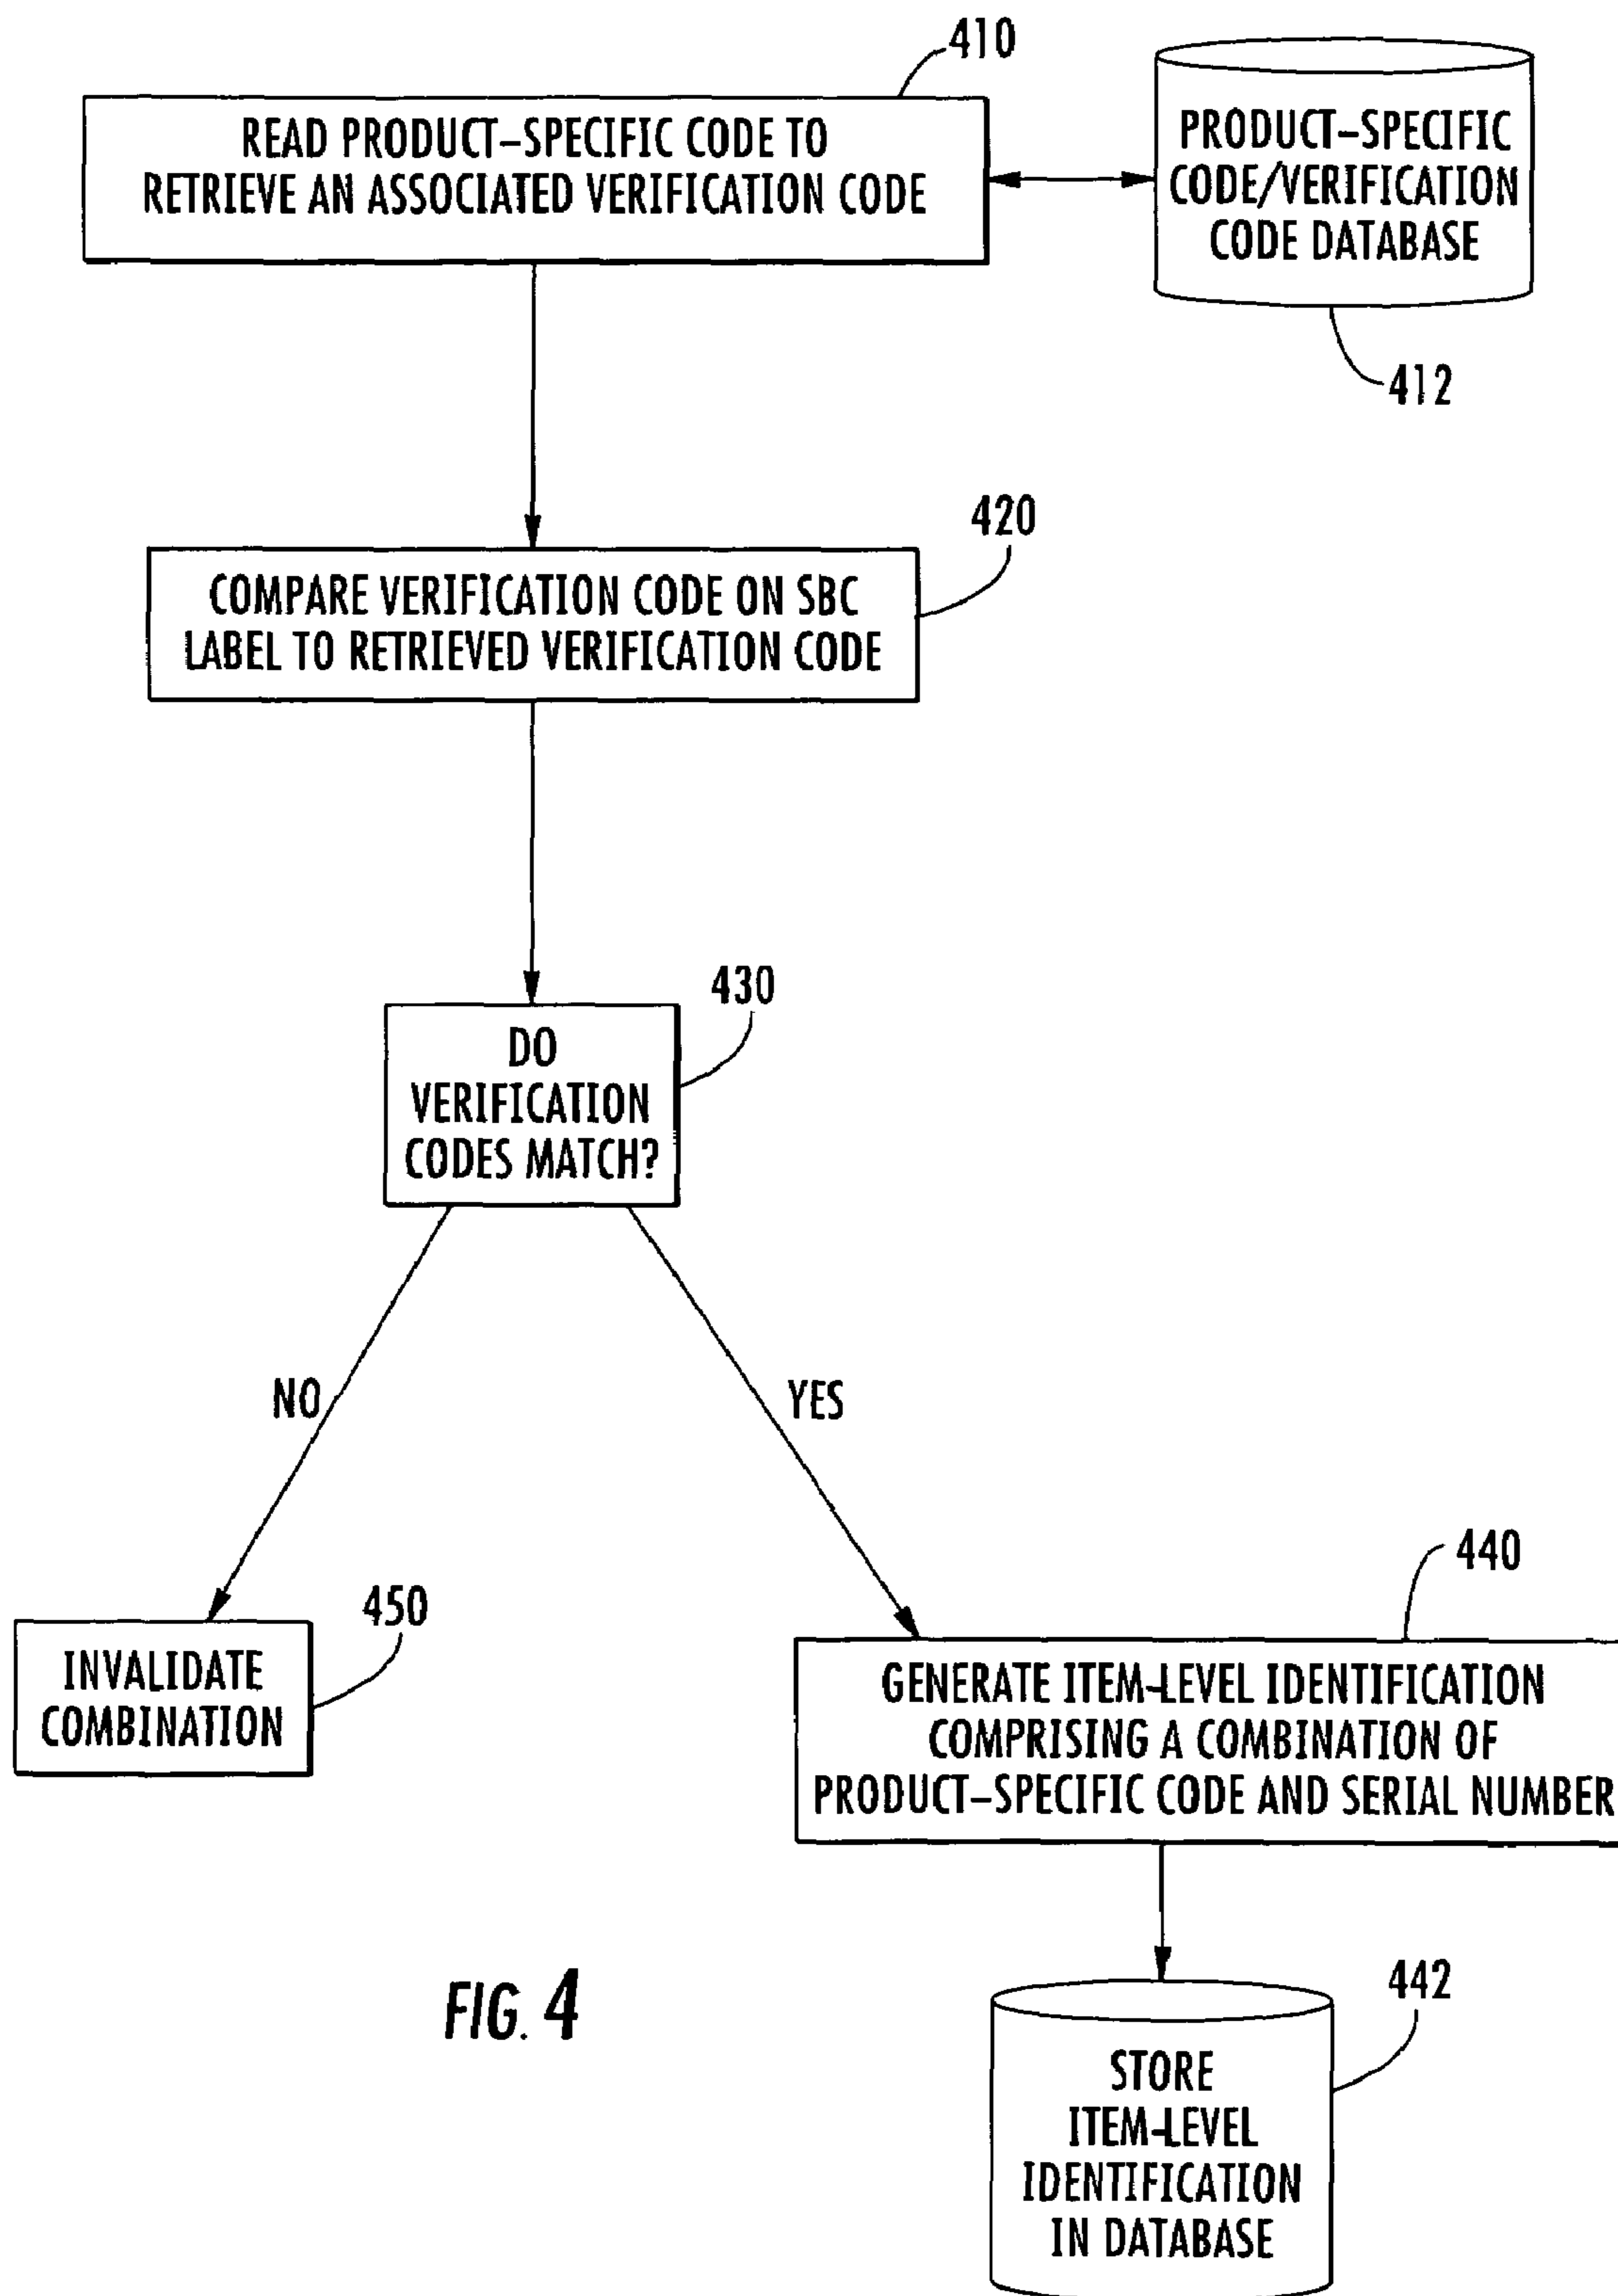 410
READ PRODUCT-SPECIFIC CODE TO
RETRIEVE AN ASSOCIATED VERIFICATION CODE
PRODUCT-SPECIFIC
CODE/VERIFICATION
CODE DATABASE
412
420
COMPARE VERIFICATION CODE ON SBC
LABEL TO RETRIEVED VERIFICATION CODE
430
DO
VERIFICATION
CODES MATCH?
NO
YES
450
INVALIDATE
COMBINATION
440
GENERATE ITEM-LEVEL IDENTIFICATION
COMPRISING A COMBINATION OF
PRODUCT-SPECIFIC CODE AND SERIAL NUMBER
442
STORE
ITEM-LEVEL
IDENTIFICATION
IN DATABASE
FIG. 4